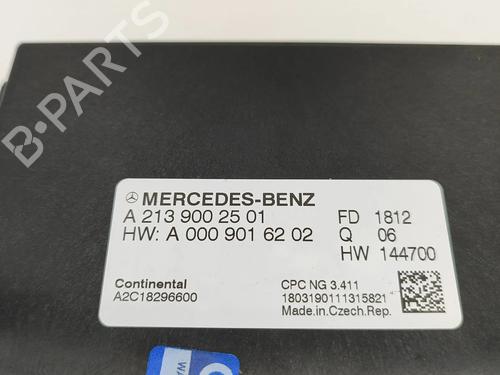 B-PARTS
MERCEDES-BENZ
A 213 900 25 01 FD 1812
HW: A 000 901 62 02 Q 06
HW 144700
Continental CPC NG 3.411
A2C18296600 1803190111315821
Made.in.Czech.Rep.